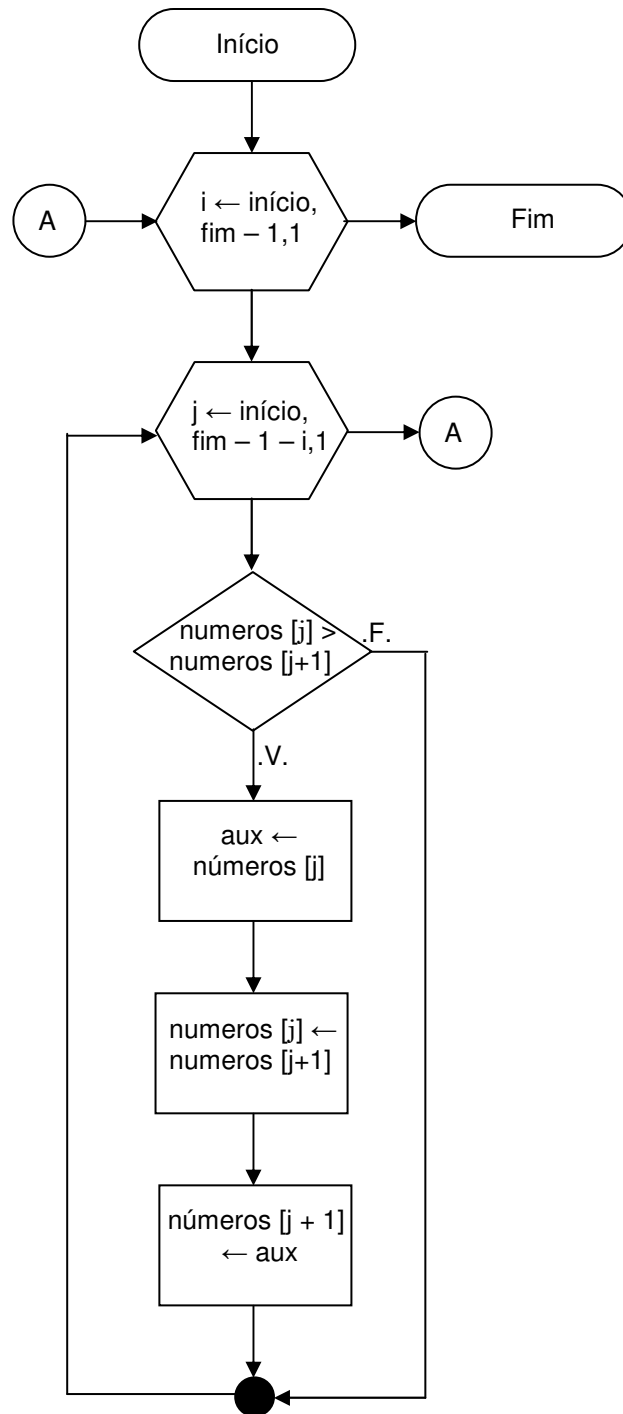 Início
A
i ← início,
fim – 1,1
Fim
j ← início,
fim – 1 – i,1
A
numeros [j] >
numeros [j+1]
.F.
.V.
aux ←
números [j]
numeros [j] ←
numeros [j+1]
números [j + 1]
← aux